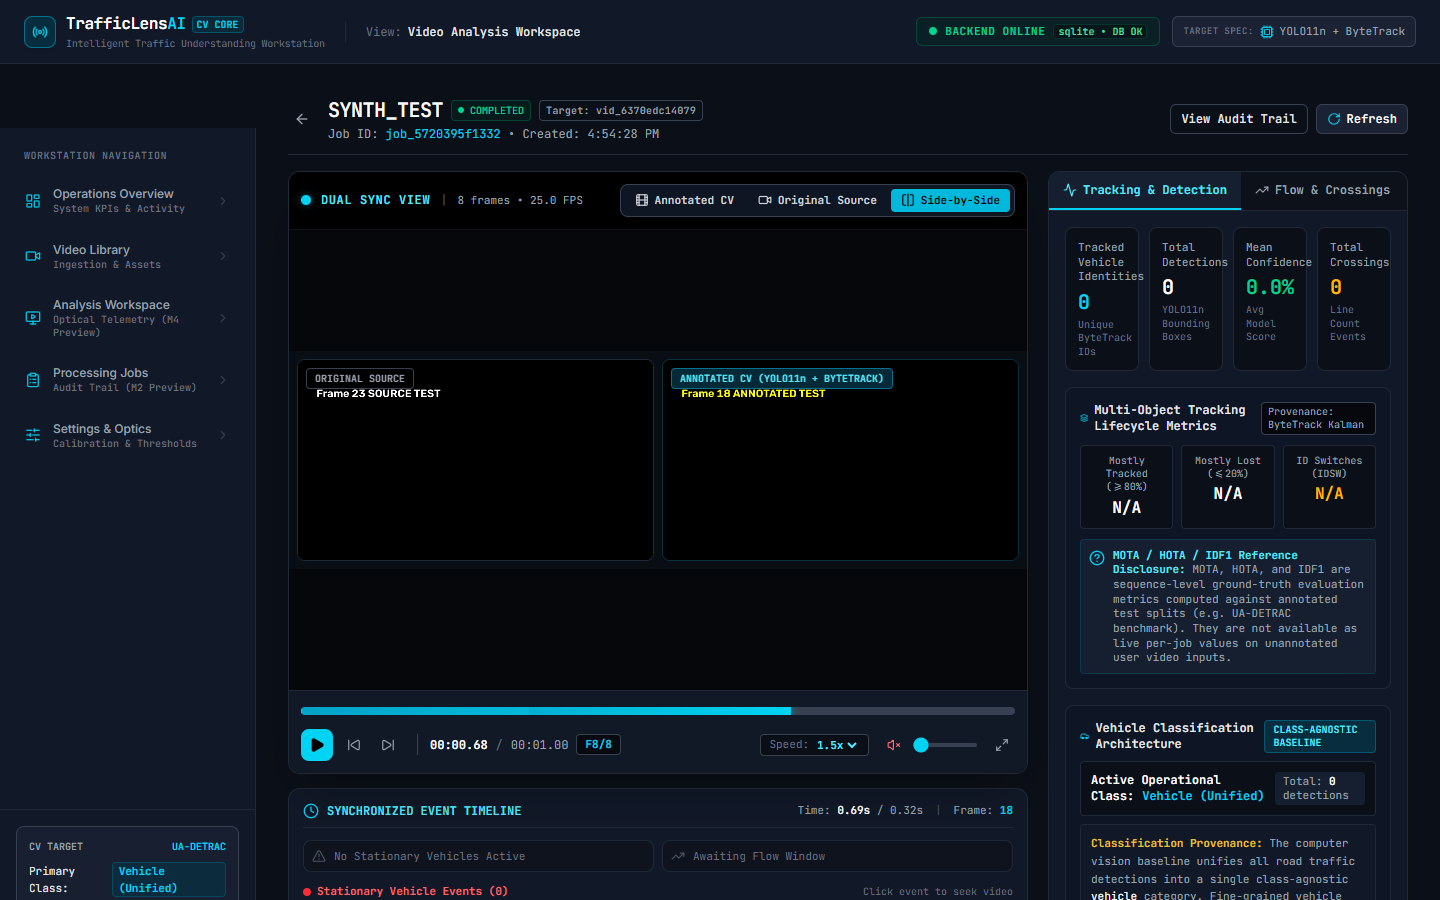 TrafficLensAI CV CORE
Intelligent Traffic Understanding Workstation
View: Video Analysis Workspace
BACKEND ONLINE sqlite • DB OK
TARGET SPEC: YOLO11n + ByteTrack
WORKSTATION NAVIGATION
Operations Overview
System KPIs & Activity
Video Library
Ingestion & Assets
Analysis Workspace
Optical Telemetry (M4
Preview)
Processing Jobs
Audit Trail (M2 Preview)
Settings & Optics
Calibration & Thresholds
CV TARGET UA-DETRAC
Primary
Class:
Vehicle
(Unified)
SYNTH_TEST COMPLETED Target: vid_6370edc14079
Job ID: job_5720395f1332 • Created: 4:54:28 PM
View Audit Trail Refresh
DUAL SYNC VIEW | 8 frames • 25.0 FPS
Annotated CV Original Source Side-by-Side
ORIGINAL SOURCE
Frame 23 SOURCE TEST
ANNOTATED CV (YOLO11n + BYTETRACK)
Frame 18 ANNOTATED TEST
00:00.68 / 00:01.00 F8/8
Speed: 1.5x
SYNCHRONIZED EVENT TIMELINE
Time: 0.69s / 0.32s | Frame: 18
No Stationary Vehicles Active
Awaiting Flow Window
Stationary Vehicle Events (0)
Click event to seek video
Tracking & Detection Flow & Crossings
Tracked
Vehicle
Identities
0
Unique
ByteTrack
IDs
Total
Detections
0
YOLO11n
Bounding
Boxes
Mean
Confidence
0.0%
Avg
Model
Score
Total
Crossings
0
Line
Count
Events
Multi-Object Tracking
Lifecycle Metrics
Provenance:
ByteTrack Kalman
Mostly
Tracked
(≥80%)
N/A
Mostly Lost
(≤20%)
N/A
ID Switches
(IDSW)
N/A
MOTA / HOTA / IDF1 Reference
Disclosure: MOTA, HOTA, and IDF1 are
sequence-level ground-truth evaluation
metrics computed against annotated
test splits (e.g. UA-DETRAC
benchmark). They are not available as
live per-job values on unannotated
user video inputs.
Vehicle Classification
Architecture
CLASS-AGNOSTIC
BASELINE
Active Operational
Class: Vehicle (Unified)
Total: 0
detections
Classification Provenance: The computer
vision baseline unifies all road traffic
detections into a single class-agnostic
vehicle category. Fine-grained vehicle